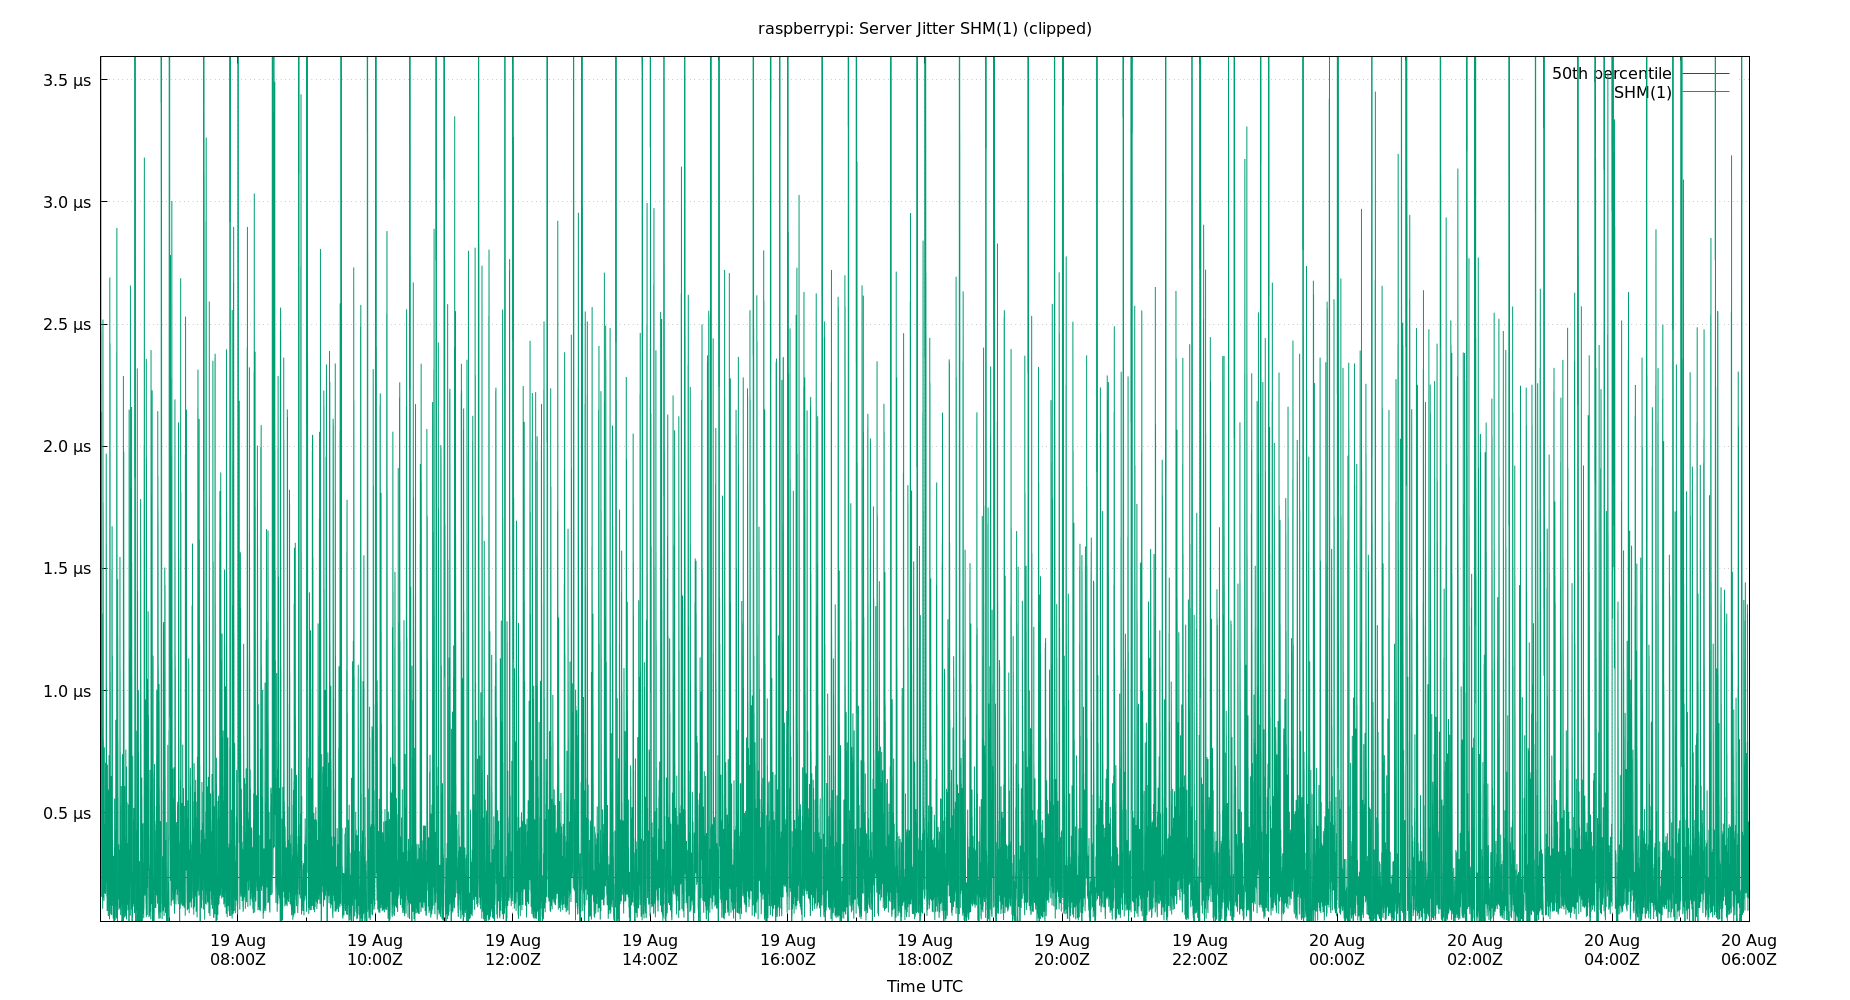 raspberrypi: Server Jitter SHM(1) (clipped)
50th percentile
SHM(1)
3.5 µs
3.0 µs
2.5 µs
2.0 µs
1.5 µs
1.0 µs
0.5 µs
19 Aug 19 Aug 19 Aug 19 Aug 19 Aug 19 Aug 19 Aug 19 Aug 20 Aug 20 Aug 20 Aug 20 Aug
08:00Z 10:00Z 12:00Z 14:00Z 16:00Z 18:00Z 20:00Z 22:00Z 00:00Z 02:00Z 04:00Z 06:00Z
Time UTC